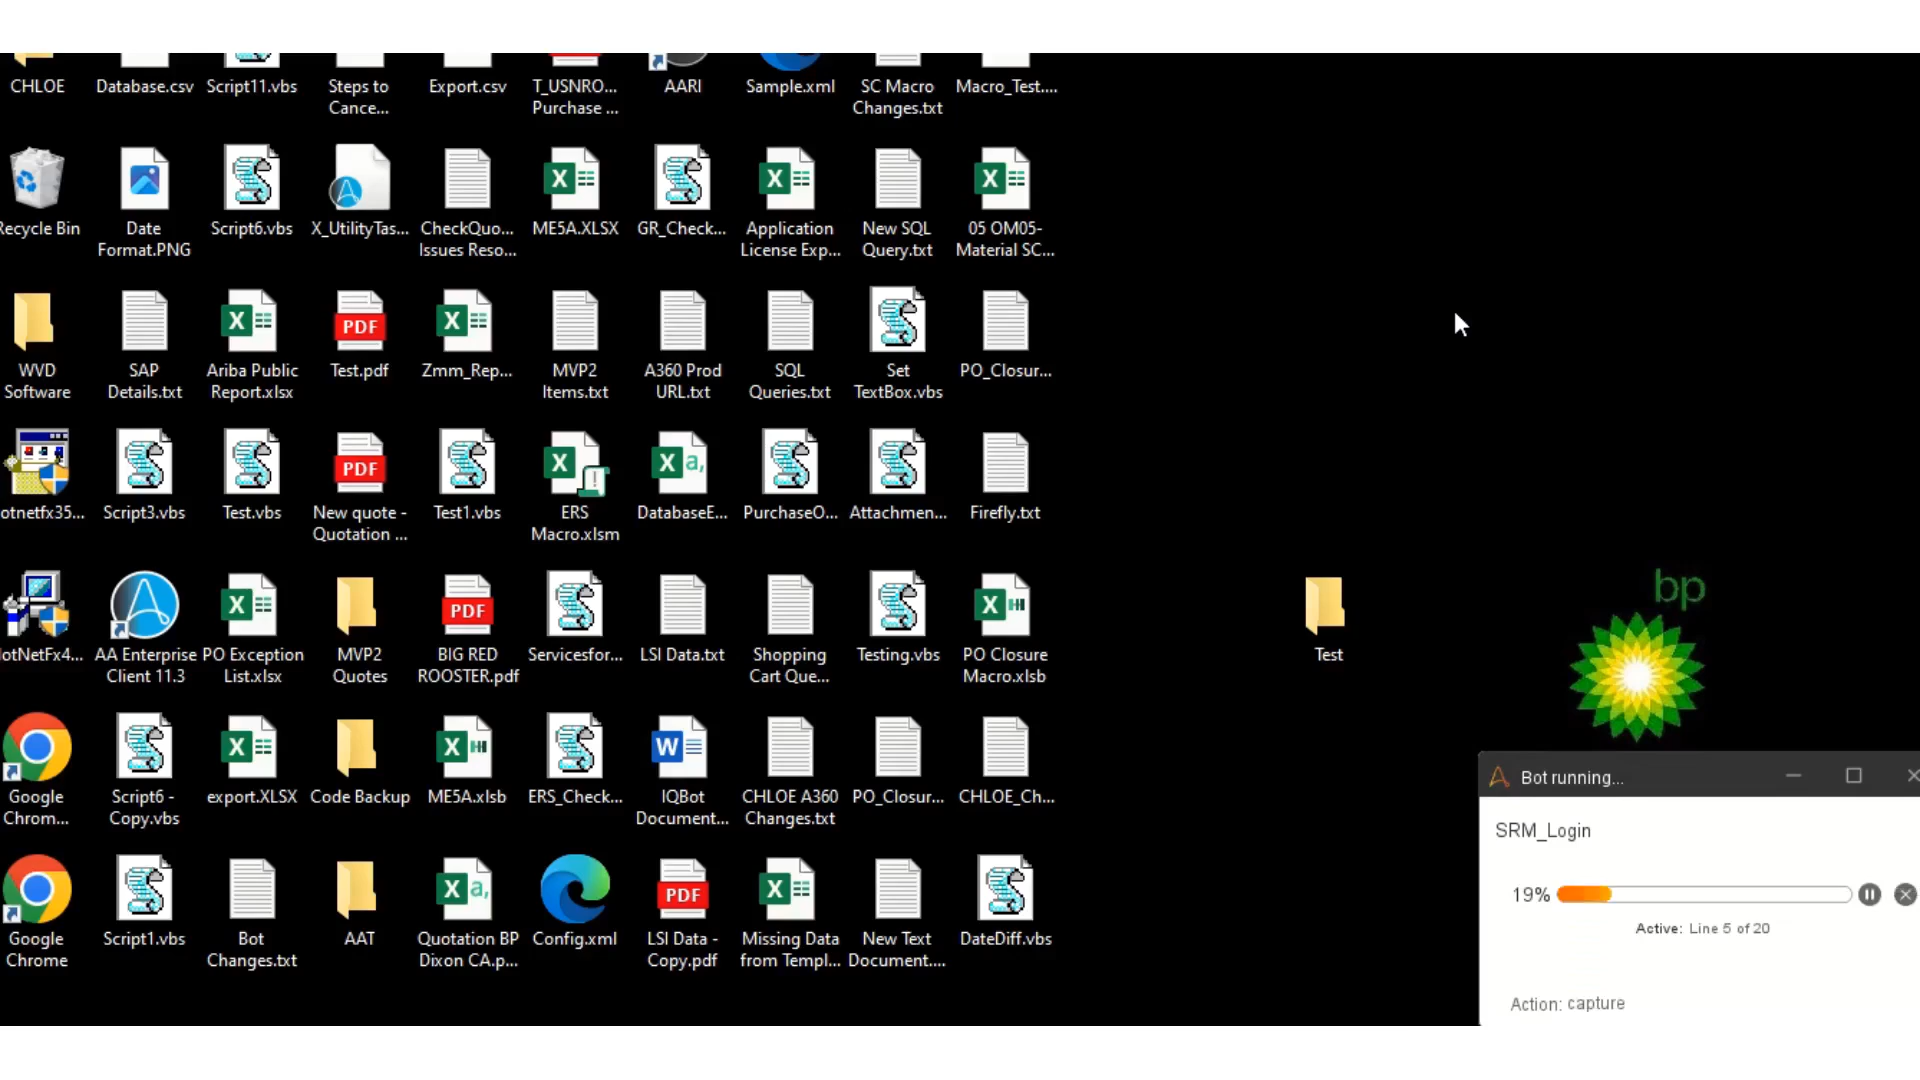 CHLOE
Database.csv
Script11.vbs
Steps to
Cance...
Export.csv
T_USNRO...
Purchase ...
AARI
Sample.xml
SC Macro
Changes.txt
Macro_Test....
Recycle Bin
Date
Format.PNG
Script6.vbs
X_UtilityTas...
CheckQuo...
Issues Reso...
X
ME5A.XLSX
GR_Check...
X
Application
License Exp...
New SQL
Query.txt
X
05 OM05-
Material SC...
WVD
Software
SAP
Details.txt
X
Ariba Public
Report.xlsx
PDF
Test.pdf
X
Zmm_Rep...
MVP2
Items.txt
A360 Prod
URL.txt
SQL
Queries.txt
Set
TextBox.vbs
PO_Closur...
otnetfx35...
Script3.vbs
Test.vbs
PDF
New quote -
Quotation ...
Test1.vbs
X
ERS
Macro.xlsm
X a,
DatabaseE...
PurchaseO...
Attachmen...
Firefly.txt
otNetFx4...
AA Enterprise
Client 11.3
X
PO Exception
List.xlsx
MVP2
Quotes
PDF
BIG RED
ROOSTER.pdf
Servicesfor...
LSI Data.txt
Shopping
Cart Que...
Testing.vbs
X
PO Closure
Macro.xlsb
Test
bp
Google
Chrom...
Script6 -
Copy.vbs
X
export.XLSX
Code Backup
X
ME5A.xlsb
ERS_Check...
W
IQBot
Document...
CHLOE A360
Changes.txt
PO_Closur...
CHLOE_Ch...
Google
Chrome
Script1.vbs
Bot
Changes.txt
AAT
X a,
Quotation BP
Dixon CA.p...
Config.xml
PDF
LSI Data -
Copy.pdf
X
Missing Data
from Templ...
New Text
Document....
DateDiff.vbs
Bot running...
SRM_Login
19%
Active: Line 5 of 20
Action: capture